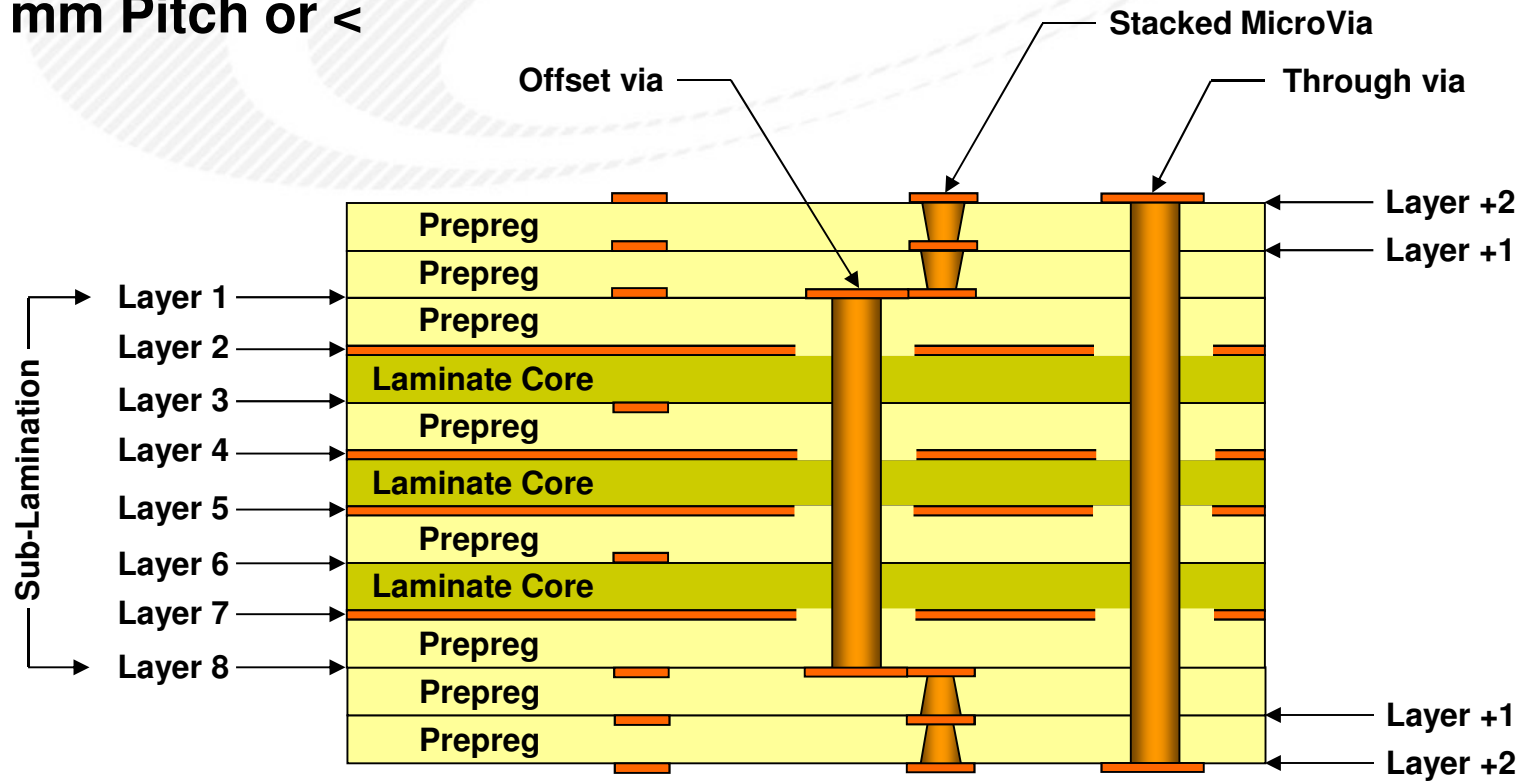 mm Pitch or <
Stacked MicroVia
Offset via
Through via
Layer +2
Prepreg
Layer +1
Prepreg
Layer 1
Prepreg
Layer 2
Laminate Core
Layer 3
Prepreg
Layer 4
Laminate Core
Layer 5
Prepreg
Layer 6
Laminate Core
Layer 7
Prepreg
Layer 8
Prepreg
Layer +1
Prepreg
Layer +2
Sub-Lamination